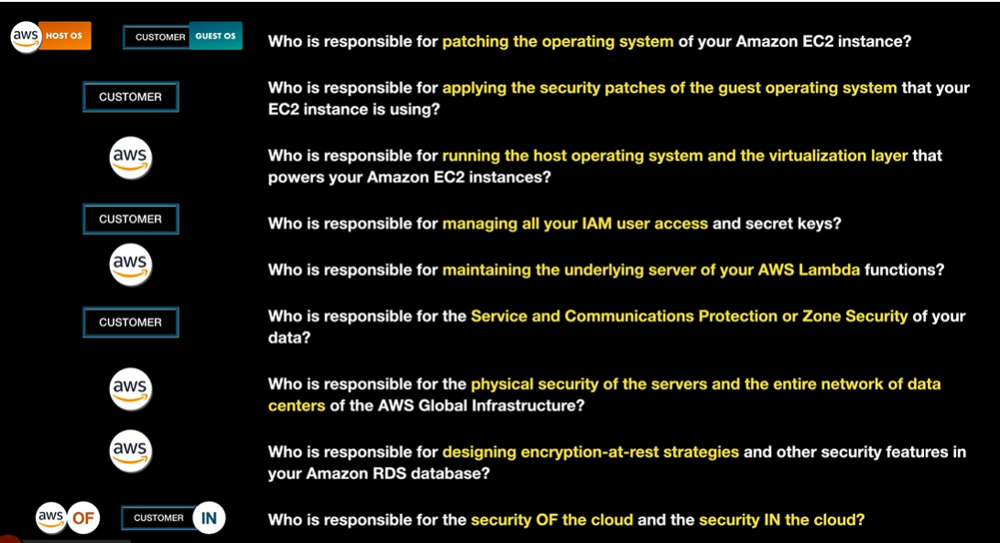 aws HOST OS CUSTOMER GUEST OS
Who is responsible for patching the operating system of your Amazon EC2 instance?
CUSTOMER
Who is responsible for applying the security patches of the guest operating system that your
EC2 instance is using?
aws
Who is responsible for running the host operating system and the virtualization layer that
powers your Amazon EC2 instances?
CUSTOMER
Who is responsible for managing all your IAM user access and secret keys?
aws
Who is responsible for maintaining the underlying server of your AWS Lambda functions?
CUSTOMER
Who is responsible for the Service and Communications Protection or Zone Security of your
data?
aws
Who is responsible for the physical security of the servers and the entire network of data
centers of the AWS Global Infrastructure?
aws
Who is responsible for designing encryption-at-rest strategies and other security features in
your Amazon RDS database?
aws OF CUSTOMER IN
Who is responsible for the security OF the cloud and the security IN the cloud?